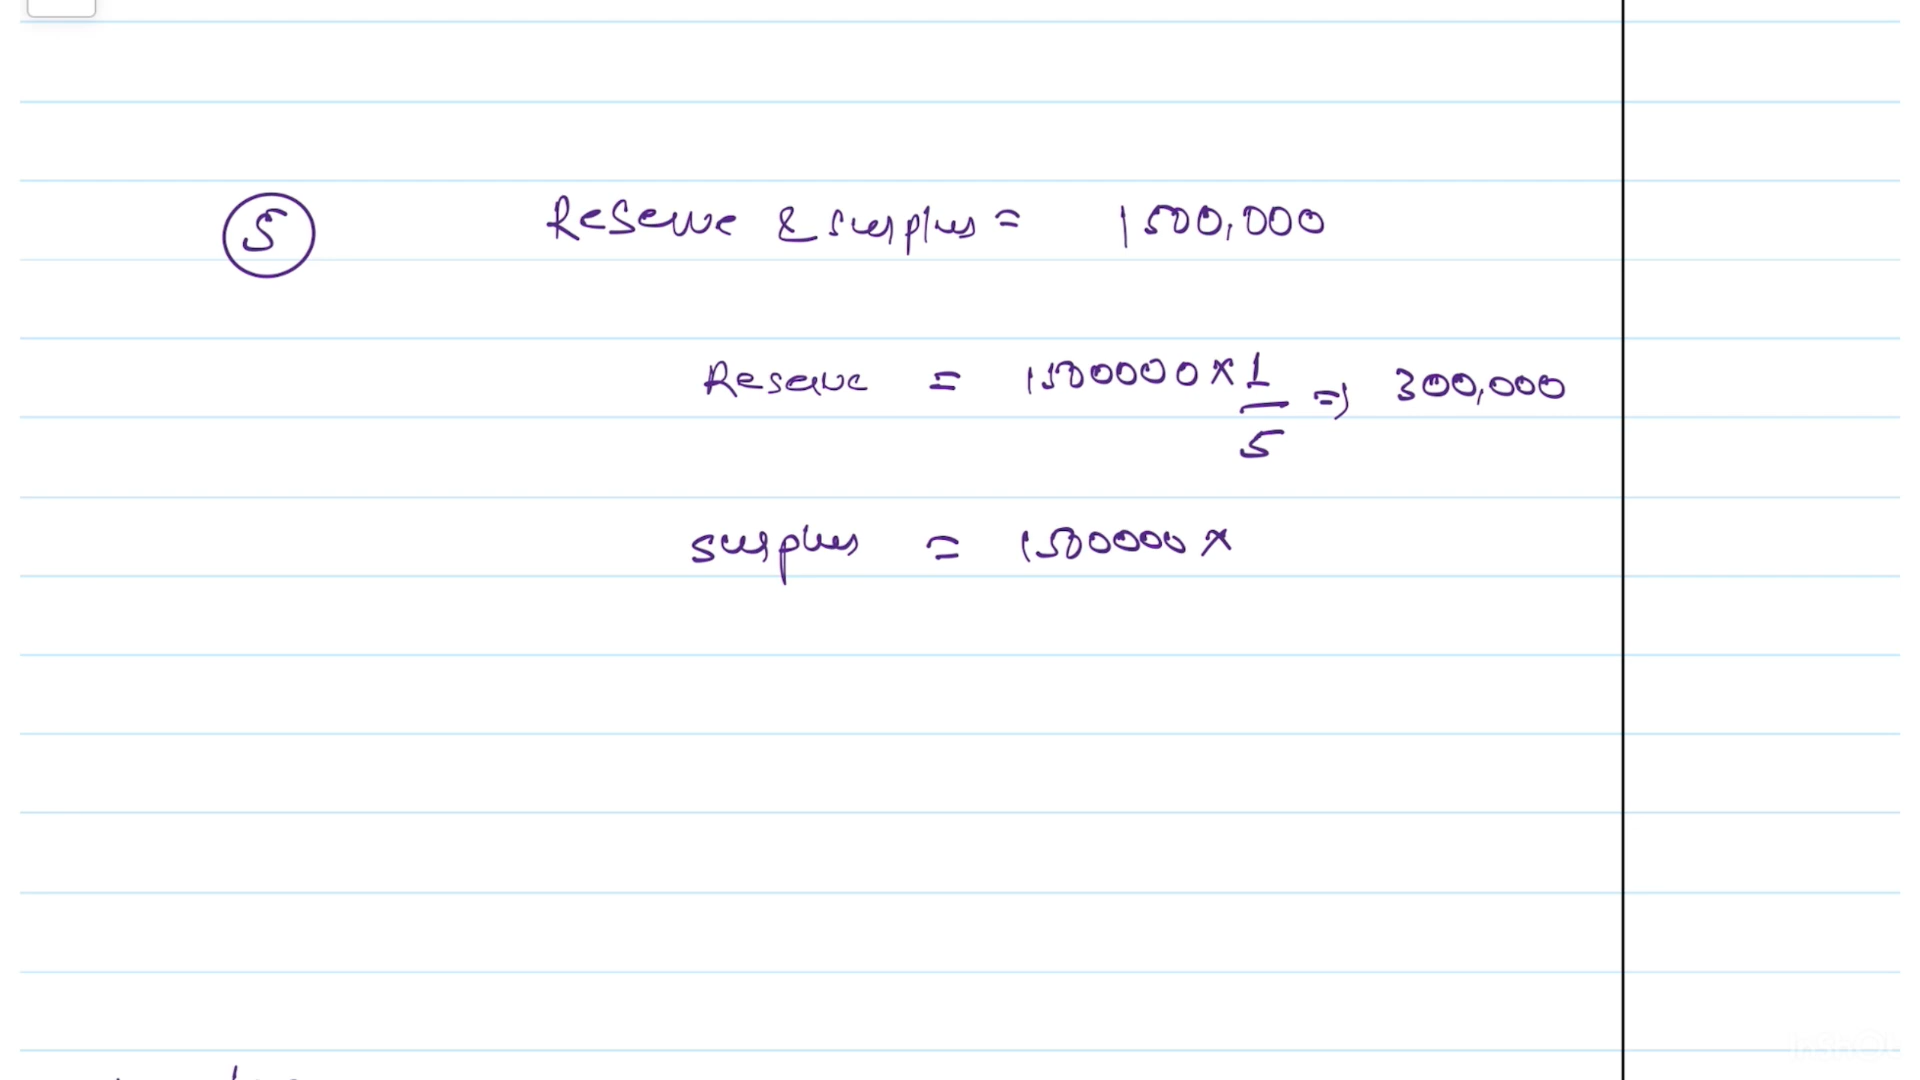 5 Reserve & surplus = 1500,000
Reserve = 1500000 × 1/5 => 300,000
surplus = 1500000 ×